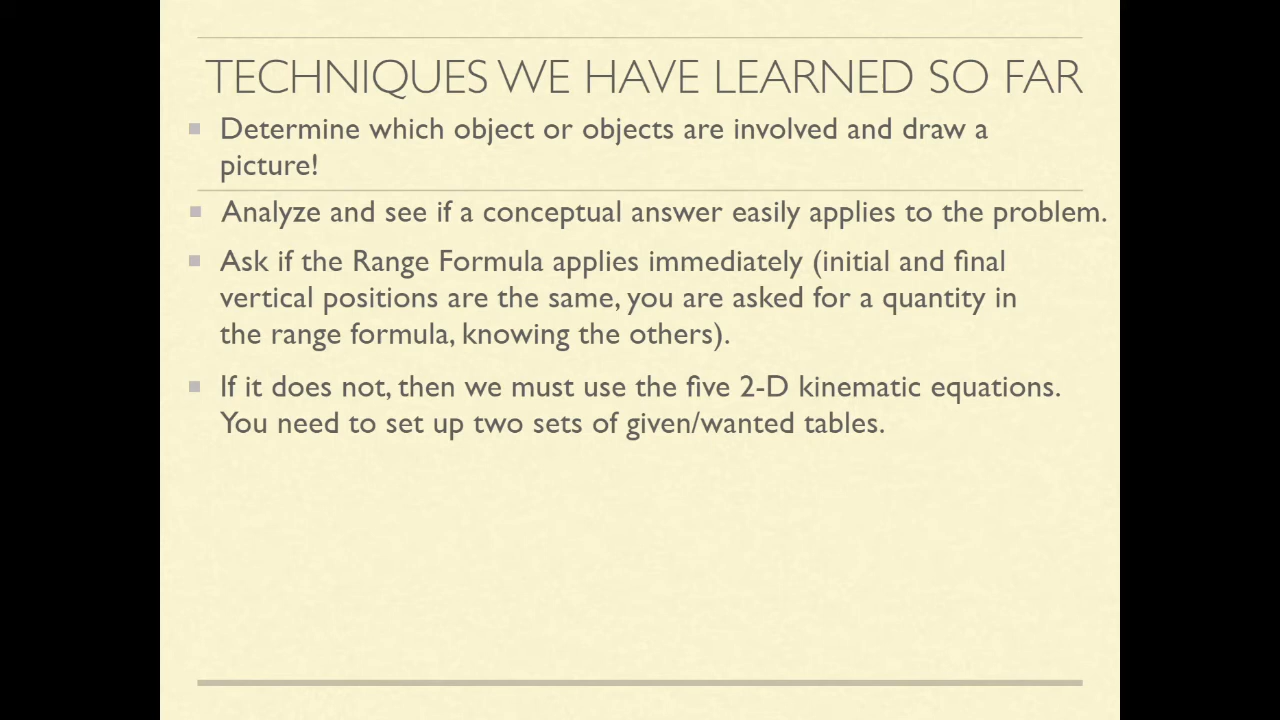 TECHNIQUES WE HAVE LEARNED SO FAR
Determine which object or objects are involved and draw a
picture!
Analyze and see if a conceptual answer easily applies to the problem.
Ask if the Range Formula applies immediately (initial and final
vertical positions are the same, you are asked for a quantity in
the range formula, knowing the others).
If it does not, then we must use the five 2-D kinematic equations.
You need to set up two sets of given/wanted tables.